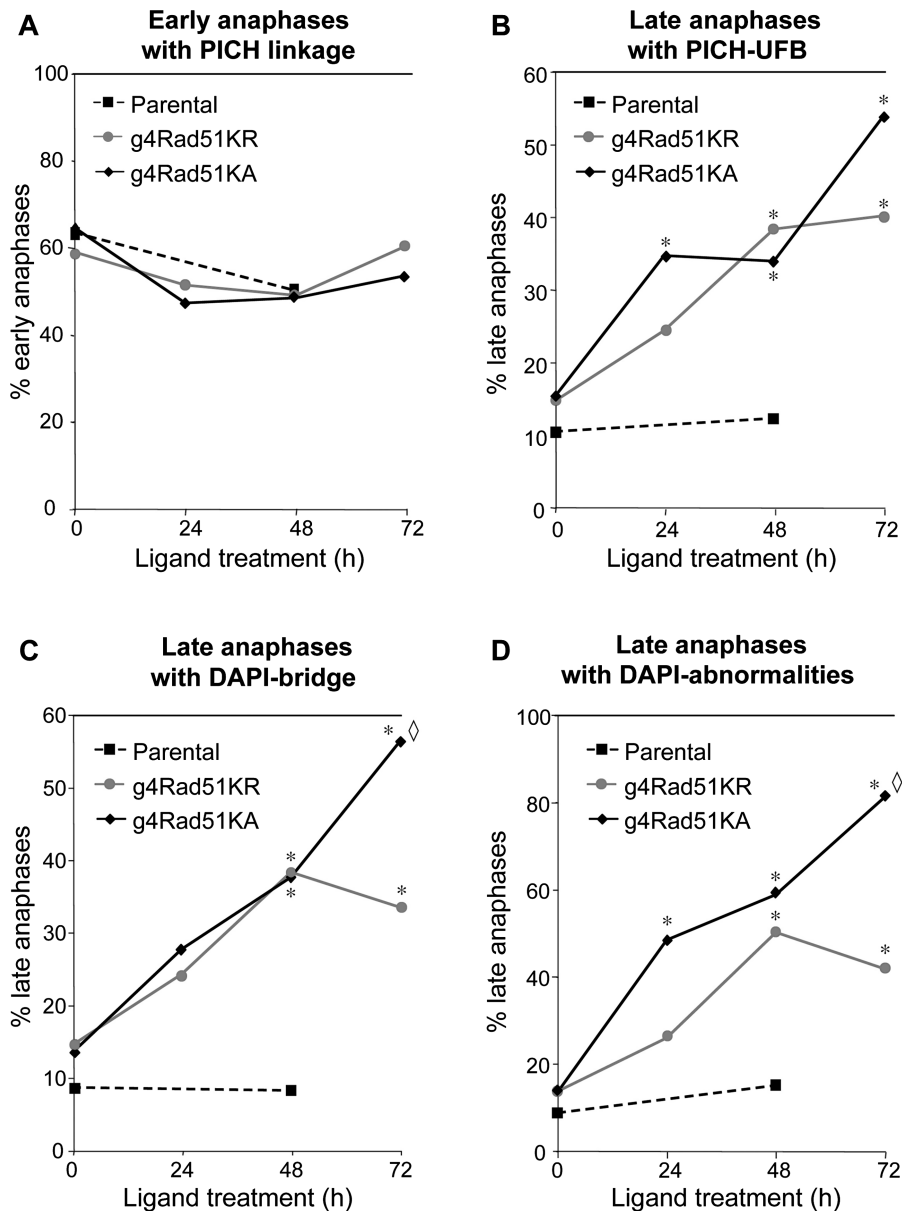 A
Early anaphases
with PICH linkage
100
80
60
40
20
0
% early anaphases
Parental
g4Rad51KR
g4Rad51KA
0 24 48 72
Ligand treatment (h)
B
Late anaphases
with PICH-UFB
60
50
40
30
20
10
0
% late anaphases
Parental
g4Rad51KR
g4Rad51KA
*
*
*
*
*
0 24 48 72
Ligand treatment (h)
C
Late anaphases
with DAPI-bridge
60
50
40
30
20
10
0
% late anaphases
Parental
g4Rad51KR
g4Rad51KA
* ◊
*
*
*
0 24 48 72
Ligand treatment (h)
D
Late anaphases
with DAPI-abnormalities
100
80
60
40
20
0
% late anaphases
Parental
g4Rad51KR
g4Rad51KA
* ◊
*
*
*
*
0 24 48 72
Ligand treatment (h)